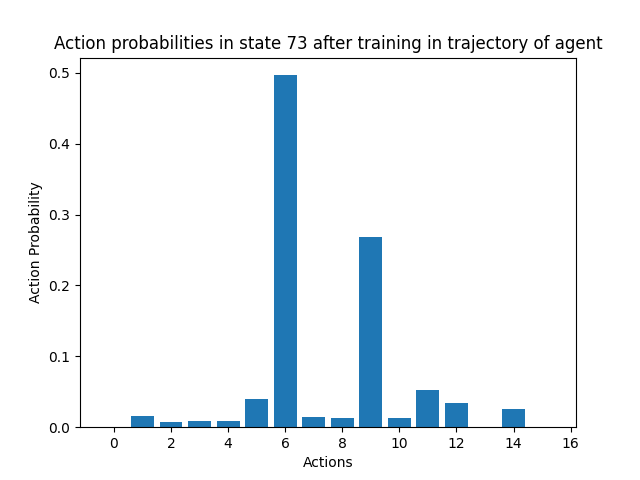 Action probabilities in state 73 after training in trajectory of agent
0.5
0.4
0.3
0.2
0.1
0.0
Action Probability
0 2 4 6 8 10 12 14 16
Actions